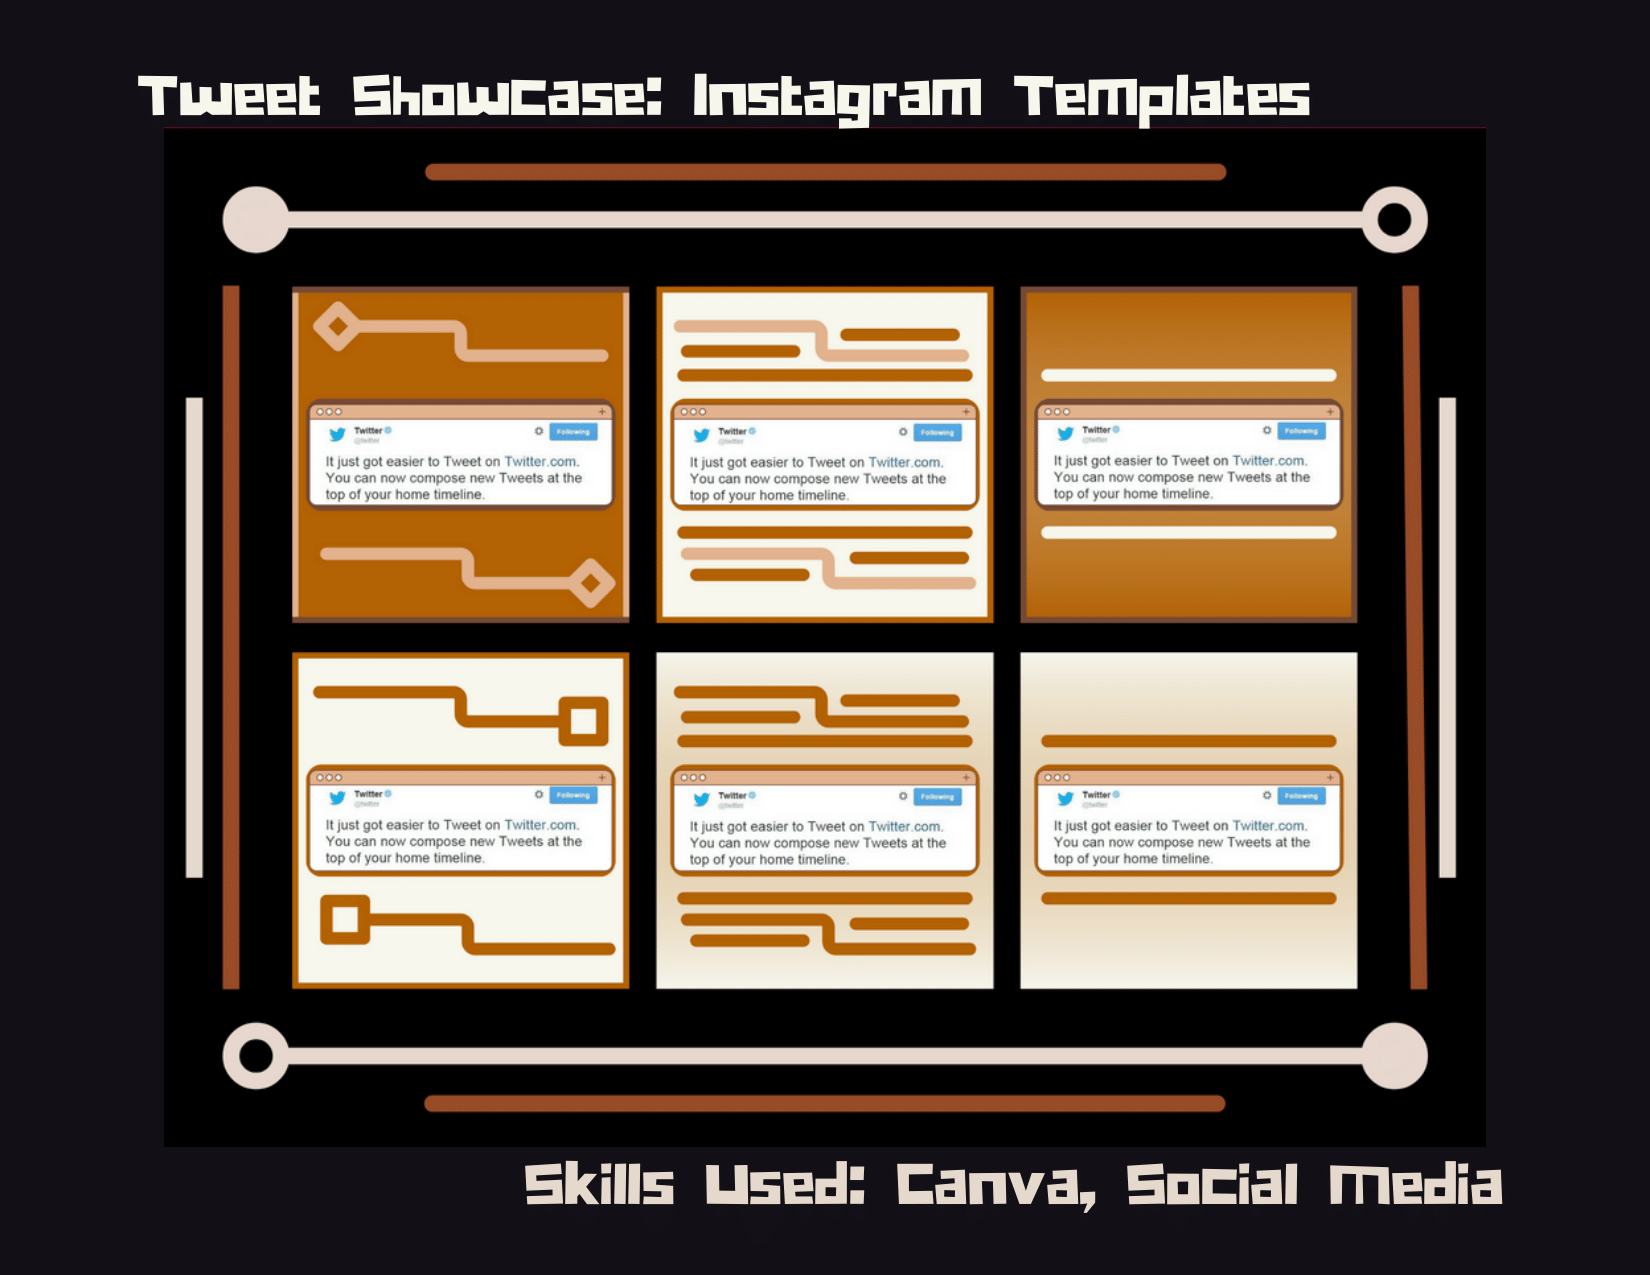 Tweet Showcase: Instagram Templates
Twitter
@twitter
Following
It just got easier to Tweet on Twitter.com.
You can now compose new Tweets at the
top of your home timeline.
Twitter
@twitter
Following
It just got easier to Tweet on Twitter.com.
You can now compose new Tweets at the
top of your home timeline.
Twitter
@twitter
Following
It just got easier to Tweet on Twitter.com.
You can now compose new Tweets at the
top of your home timeline.
Twitter
@twitter
Following
It just got easier to Tweet on Twitter.com.
You can now compose new Tweets at the
top of your home timeline.
Twitter
@twitter
Following
It just got easier to Tweet on Twitter.com.
You can now compose new Tweets at the
top of your home timeline.
Twitter
@twitter
Following
It just got easier to Tweet on Twitter.com.
You can now compose new Tweets at the
top of your home timeline.
Skills Used: Canva, Social Media